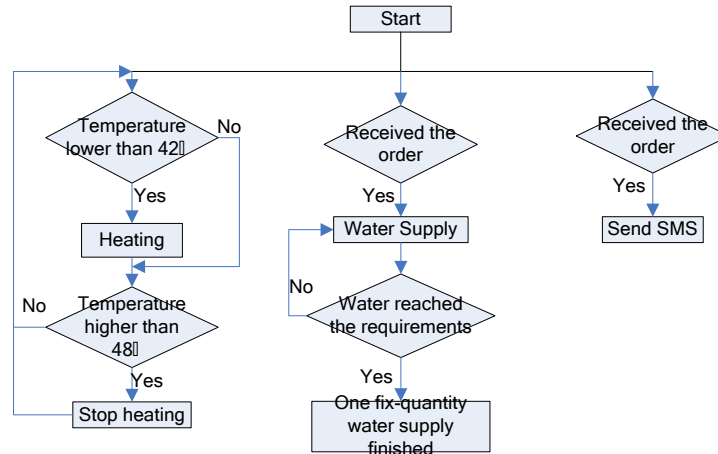 Start
Temperature
lower than 42
No
Yes
Heating
Temperature
higher than
48
No
Yes
Stop heating
Received the
order
Yes
Water Supply
No
Water reached
the requirements
Yes
One fix-quantity
water supply
finished
Received the
order
Yes
Send SMS